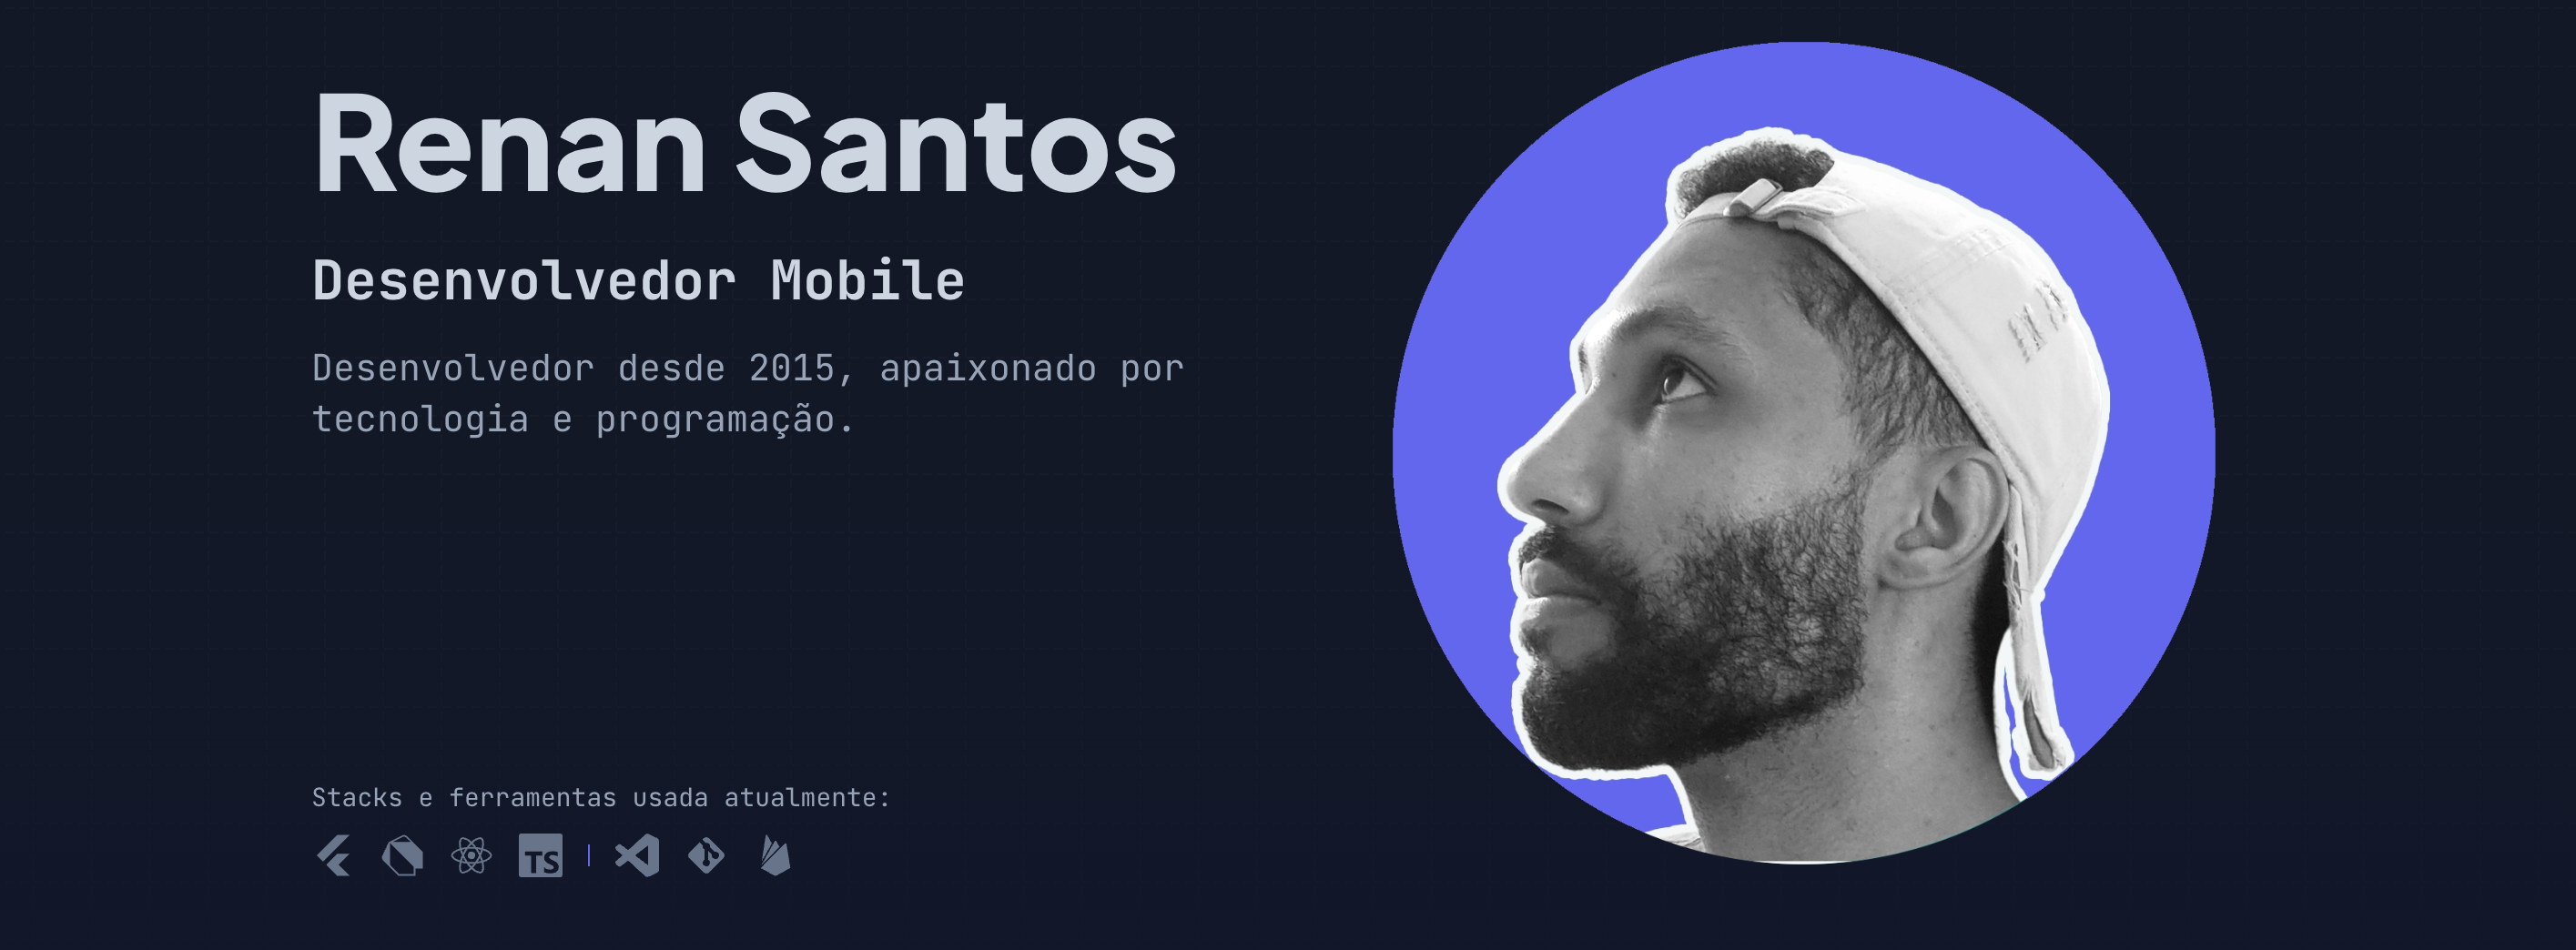 Renan Santos
Desenvolvedor Mobile
Desenvolvedor desde 2015, apaixonado por
tecnologia e programação.
Stacks e ferramentas usada atualmente:
TS